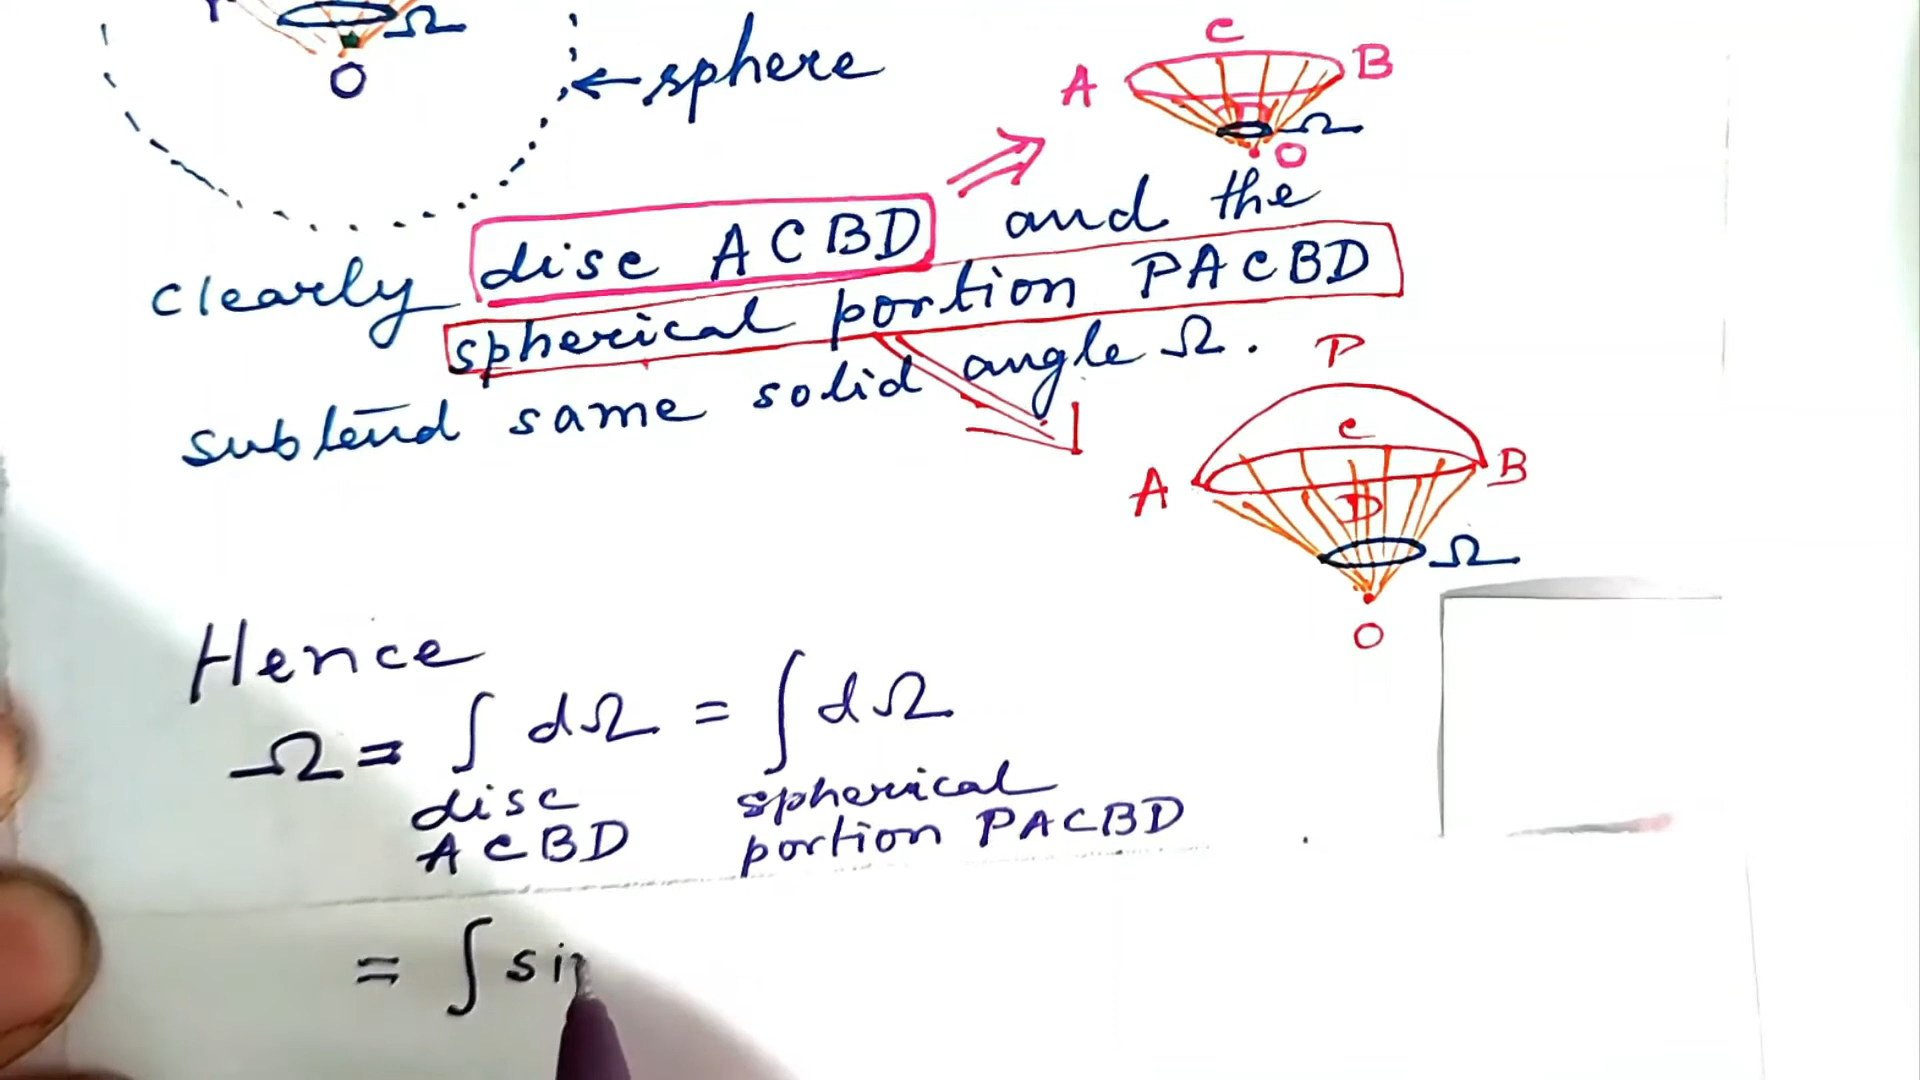 Ω
O
← sphere
C
A
B
Ω
O
clearly disc ACBD and the
spherical portion PACBD
subtend same solid angle Ω.
P
C
A
B
D
Ω
O
Hence
Ω = ∫ dΩ = ∫ dΩ
disc spherical
ACBD portion PACBD
= ∫ sin